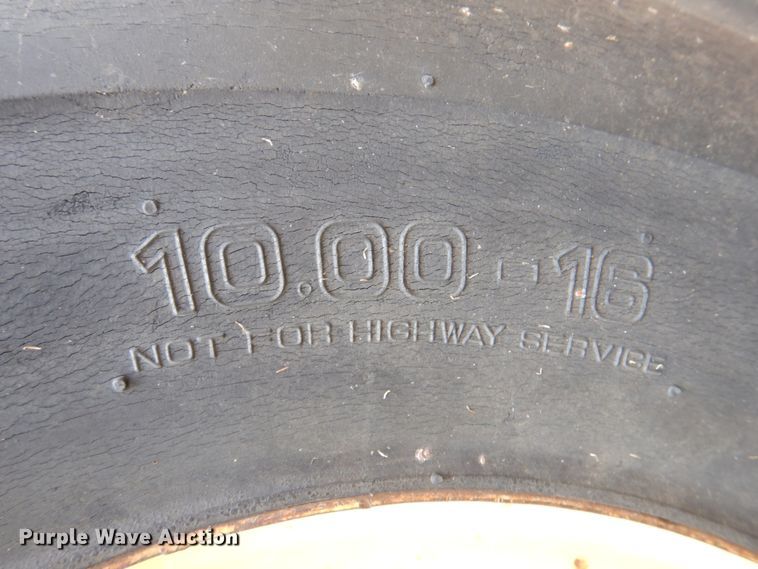 10.00-16
NOT FOR HIGHWAY SERVICE
Purple Wave Auction